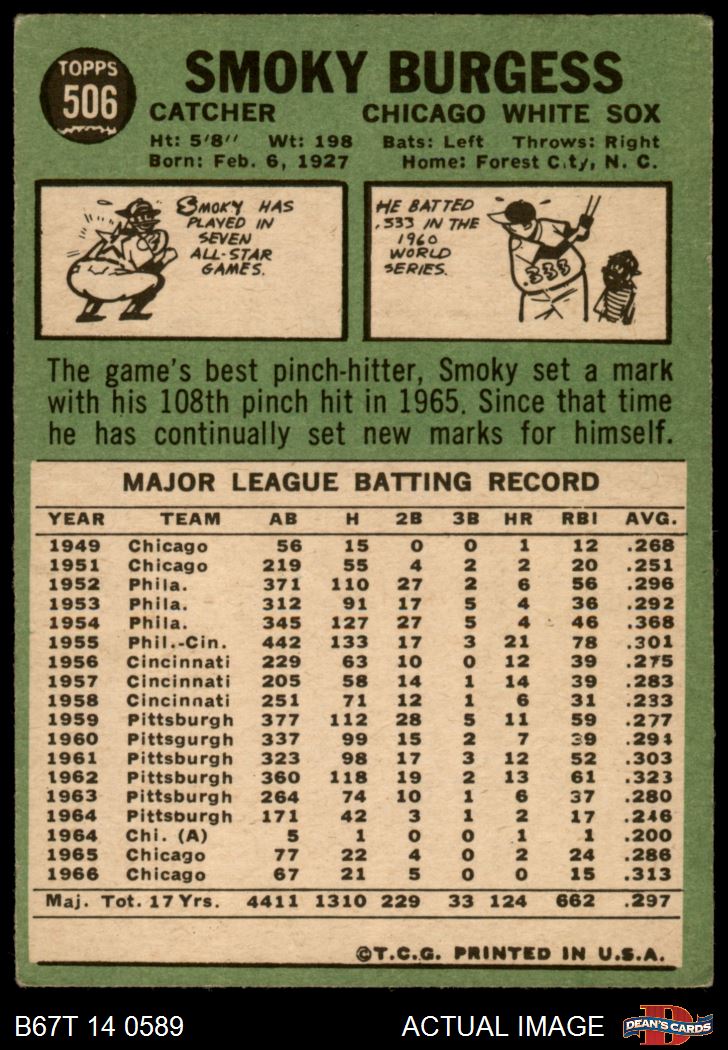 TOPPS
506
SMOKY BURGESS
CATCHER CHICAGO WHITE SOX
Ht: 5'8" Wt: 198 Bats: Left Throws: Right
Born: Feb. 6, 1927 Home: Forest City, N. C.
SMOKY HAS
PLAYED IN
SEVEN
ALL-STAR
GAMES.
HE BATTED
.333 IN THE
1960
WORLD
SERIES.
.333
The game's best pinch-hitter, Smoky set a mark
with his 108th pinch hit in 1965. Since that time
he has continually set new marks for himself.
MAJOR LEAGUE BATTING RECORD
YEAR TEAM AB H 2B 3B HR RBI AVG.
1949 Chicago 56 15 0 0 1 12 .268
1951 Chicago 219 55 4 2 2 20 .251
1952 Phila. 371 110 27 2 6 56 .296
1953 Phila. 312 91 17 5 4 36 .292
1954 Phila. 345 127 27 5 4 46 .368
1955 Phil.-Cin. 442 133 17 3 21 78 .301
1956 Cincinnati 229 63 10 0 12 39 .275
1957 Cincinnati 205 58 14 1 14 39 .283
1958 Cincinnati 251 71 12 1 6 31 .283
1959 Pittsburgh 377 112 28 5 11 59 .277
1960 Pittsgurgh 337 99 15 2 7 39 .294
1961 Pittsburgh 323 98 17 3 12 52 .303
1962 Pittsburgh 360 118 19 2 13 61 .323
1963 Pittsburgh 264 74 10 1 6 37 .280
1964 Pittsburgh 171 42 3 1 2 17 .246
1964 Chi. (A) 5 1 0 0 1 1 .200
1965 Chicago 77 22 4 0 2 24 .286
1966 Chicago 67 21 5 0 0 15 .313
Maj. Tot. 17 Yrs. 4411 1310 229 33 124 662 .297
©T.C.G. PRINTED IN U.S.A.
B67T 14 0589 ACTUAL IMAGE DEAN'S CARDS